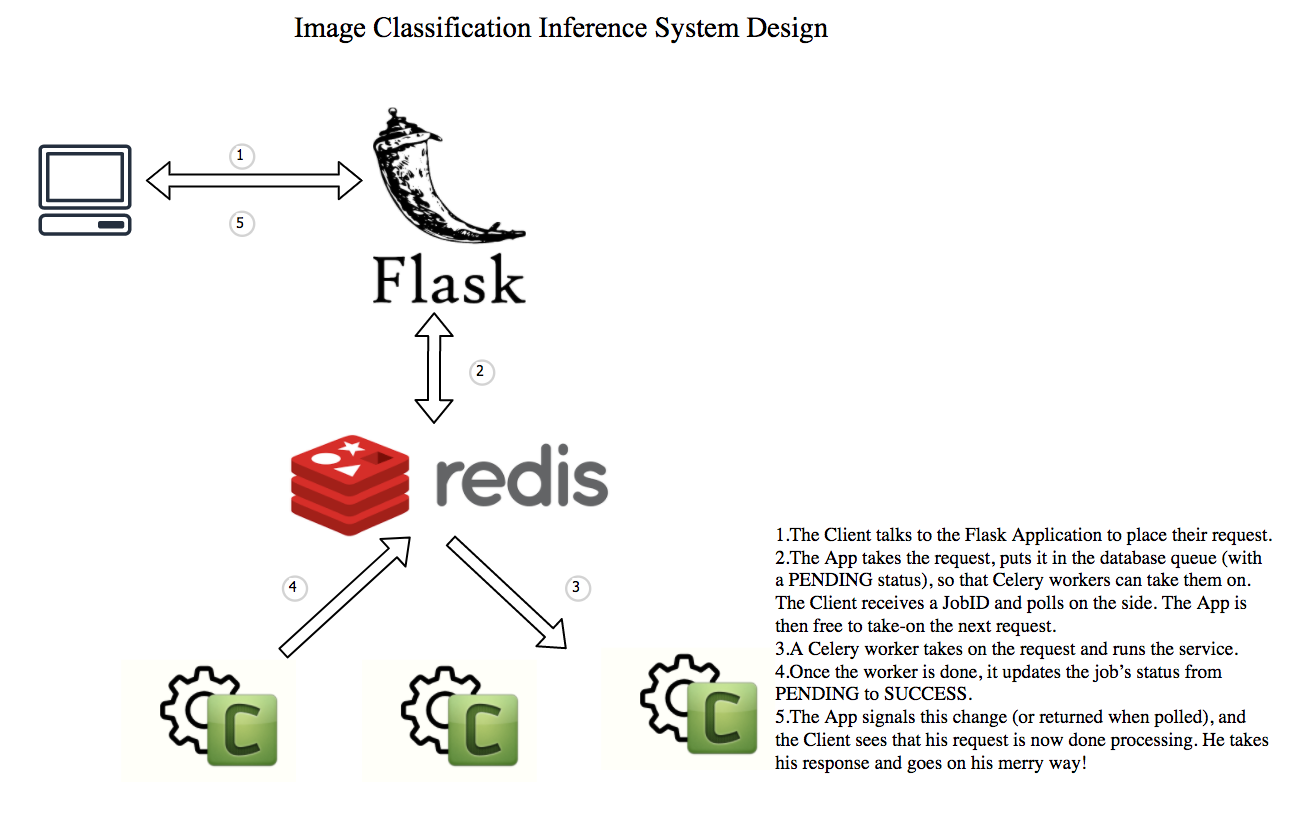 Image Classification Inference System Design
1
5
Flask
2
redis
4
3
1.The Client talks to the Flask Application to place their request.
2.The App takes the request, puts it in the database queue (with
a PENDING status), so that Celery workers can take them on.
The Client receives a JobID and polls on the side. The App is
then free to take-on the next request.
3.A Celery worker takes on the request and runs the service.
4.Once the worker is done, it updates the job’s status from
PENDING to SUCCESS.
5.The App signals this change (or returned when polled), and
the Client sees that his request is now done processing. He takes
his response and goes on his merry way!
C
C
C